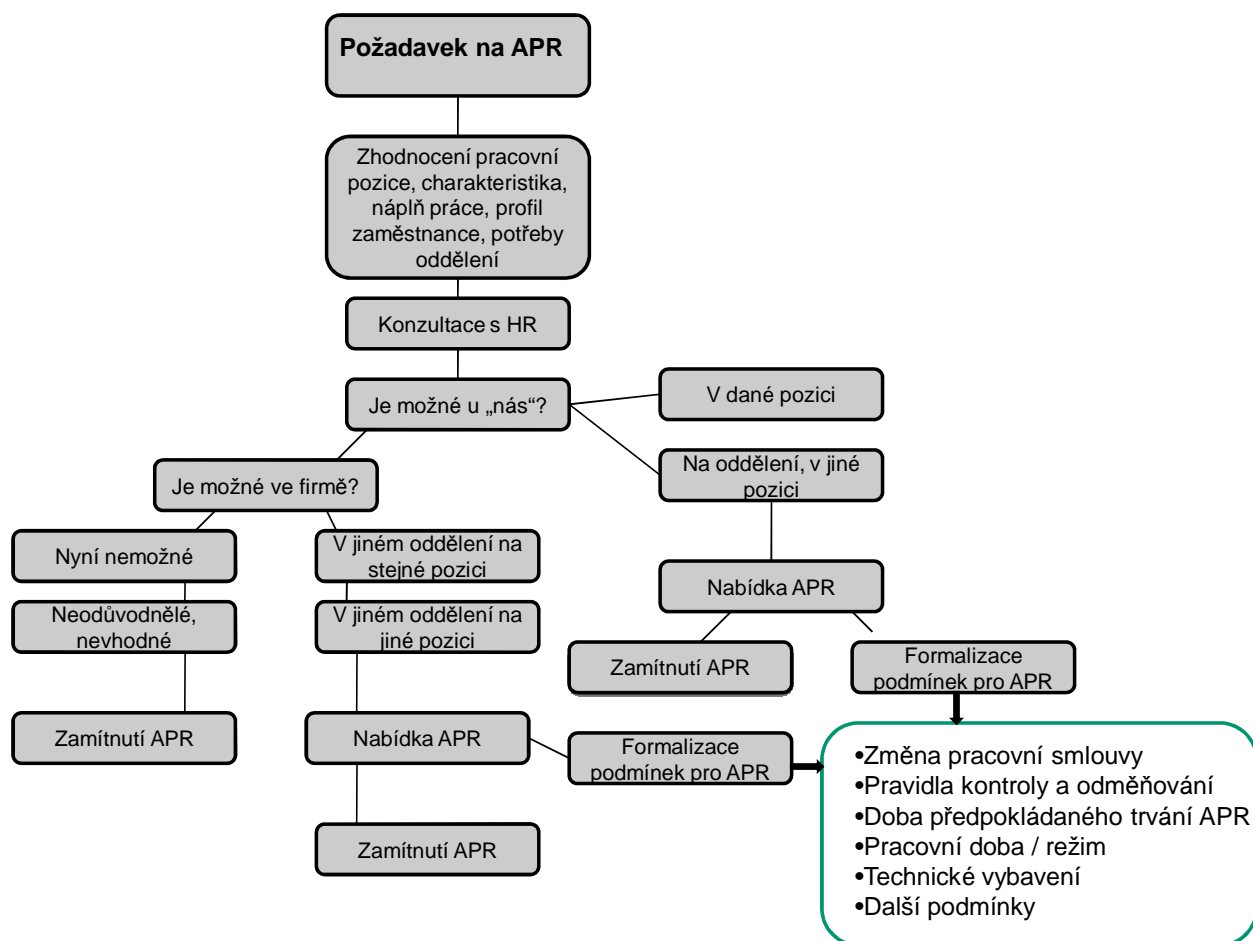 Požadavek na APR
Zhodnocení pracovní
pozice, charakteristika,
náplň práce, profil
zaměstnance, potřeby
oddělení
Konzultace s HR
Je možné u „nás“?
V dané pozici
Na oddělení, v jiné
pozici
Je možné ve firmě?
Nyní nemožné
V jiném oddělení na
stejné pozici
Nabídka APR
Neodůvodnělé,
nevhodné
V jiném oddělení na
jiné pozici
Zamítnutí APR
Formalizace
podmínek pro APR
Zamítnutí APR
Nabídka APR
Formalizace
podmínek pro APR
Zamítnutí APR
•Změna pracovní smlouvy
•Pravidla kontroly a odměňování
•Doba předpokládaného trvání APR
•Pracovní doba / režim
•Technické vybavení
•Další podmínky